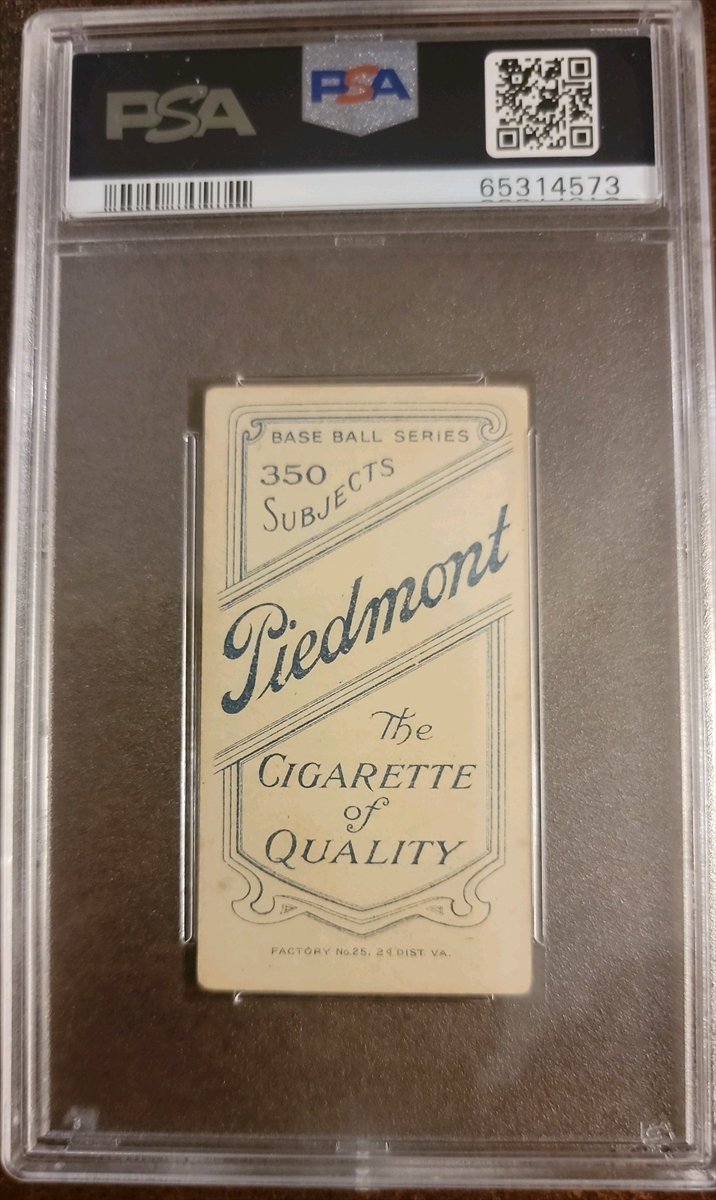 PSA
PSA
65314573
BASE BALL SERIES
350
SUBJECTS
Piedmont
The
CIGARETTE
of
QUALITY
FACTORY No.25, 2d DIST. VA.